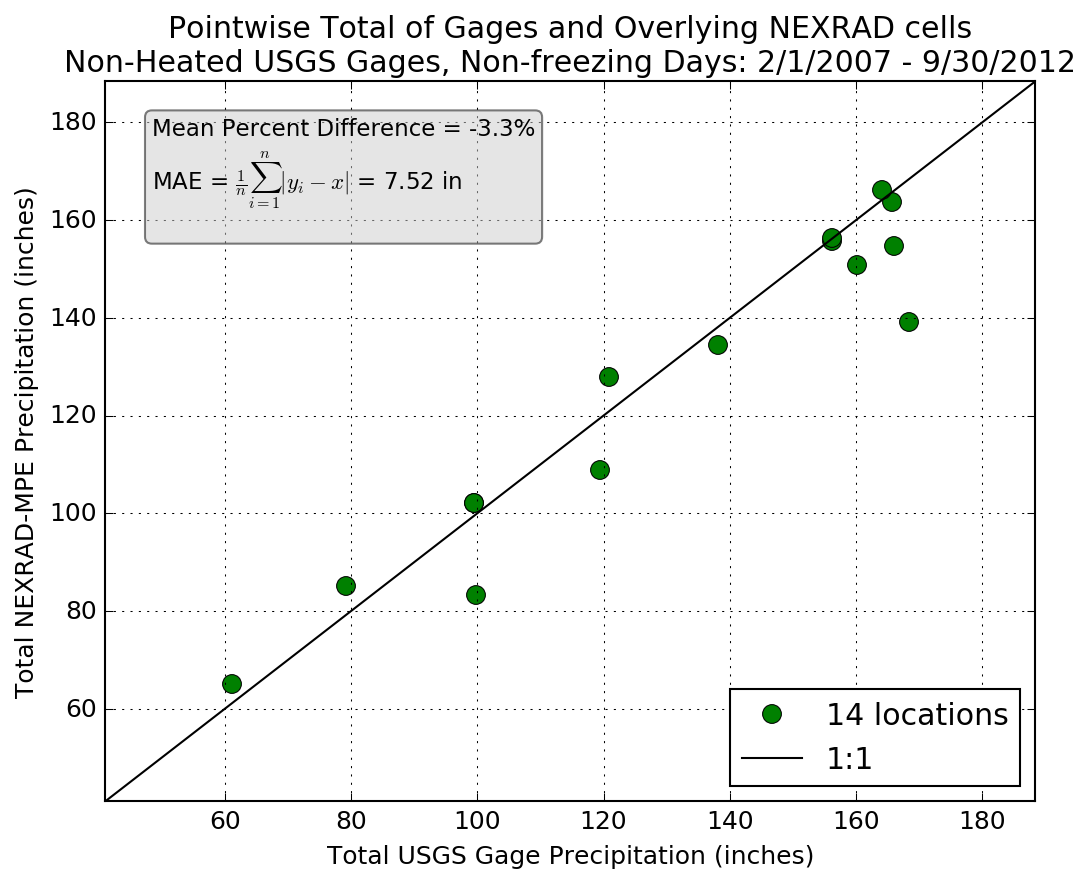 Pointwise Total of Gages and Overlying NEXRAD cells
Non-Heated USGS Gages, Non-freezing Days: 2/1/2007 - 9/30/2012
Mean Percent Difference = -3.3%
MAE = $\frac{1}{n}\sum_{i=1}^{n}|y_i - x|$ = 7.52 in
Total NEXRAD-MPE Precipitation (inches)
180
160
140
120
100
80
60
14 locations
1:1
60 80 100 120 140 160 180
Total USGS Gage Precipitation (inches)